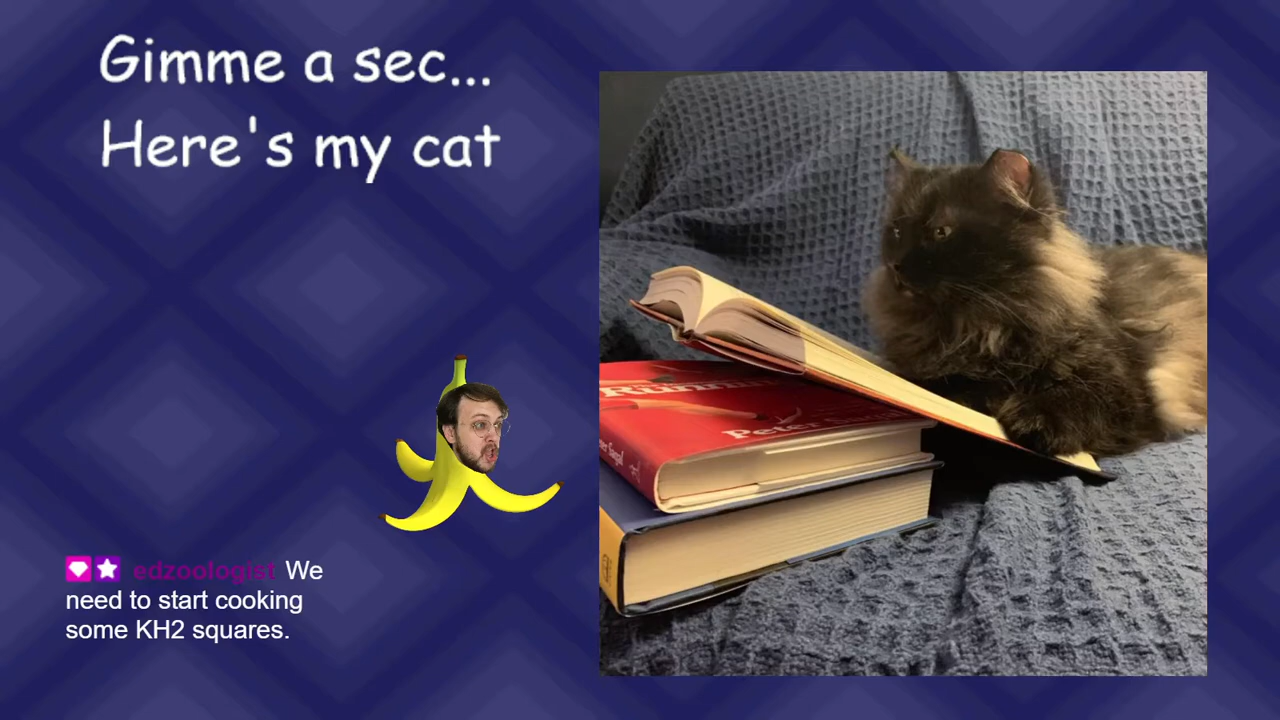 Gimme a sec...
Here's my cat
edzoologist We
need to start cooking
some KH2 squares.
Peter